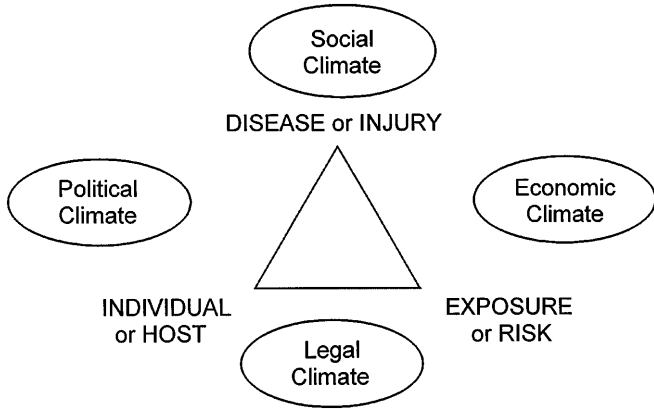 Social
Climate
DISEASE or INJURY
Political
Climate
Economic
Climate
INDIVIDUAL
or HOST
EXPOSURE
or RISK
Legal
Climate